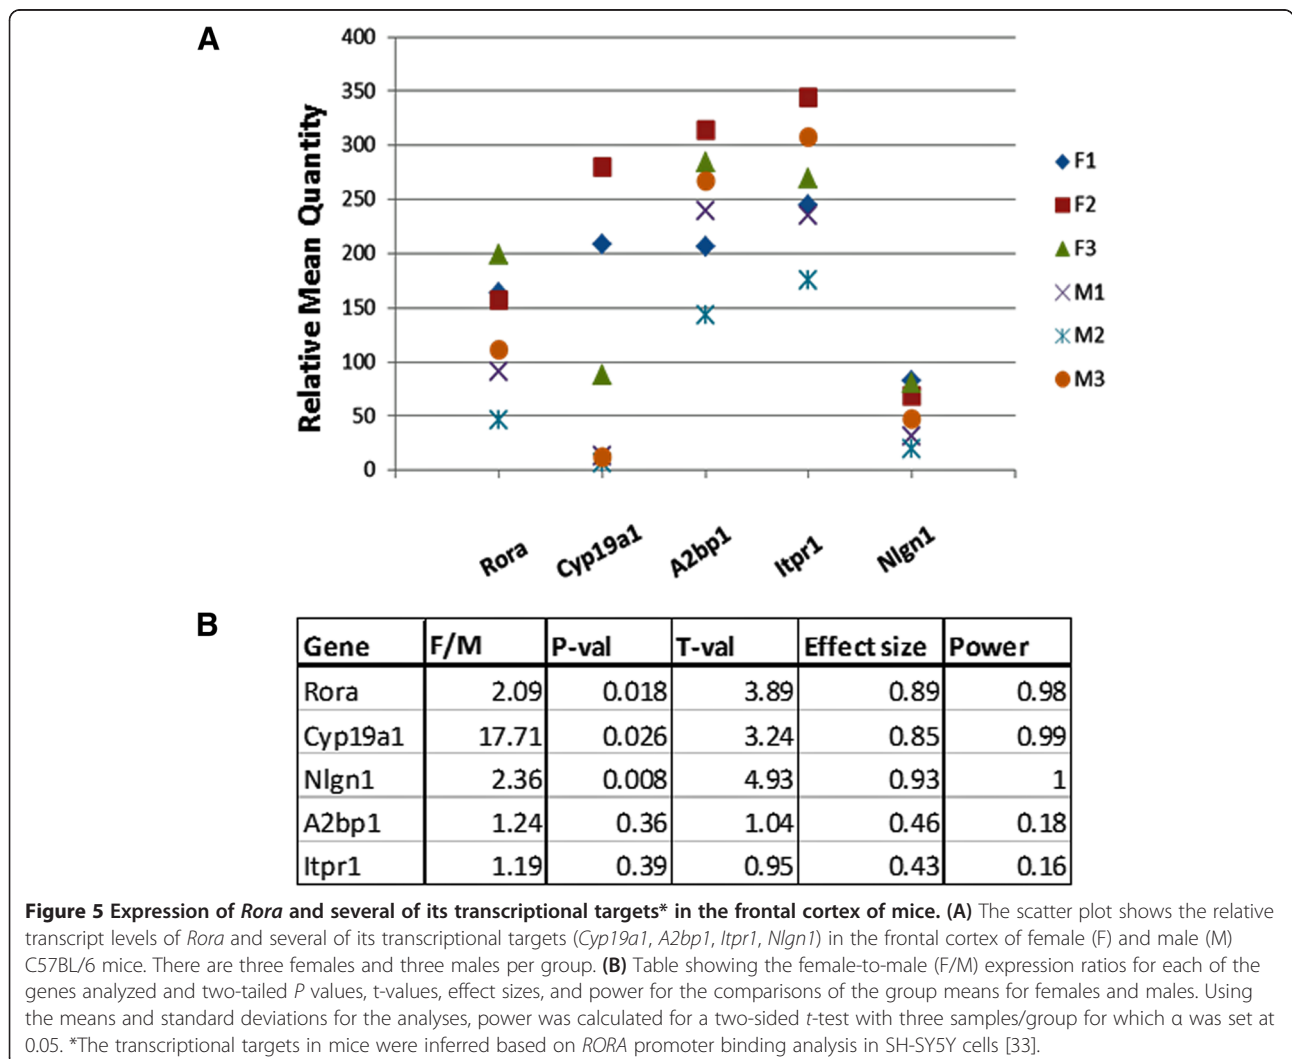 A
400
350
300
250
200
150
100
50
0
Relative Mean Quantity
Rora
Cyp19a1
A2bp1
Itpr1
Nlgn1
F1
F2
F3
M1
M2
M3
B
Gene F/M P-val T-val Effect size Power
Rora 2.09 0.018 3.89 0.89 0.98
Cyp19a1 17.71 0.026 3.24 0.85 0.99
Nlgn1 2.36 0.008 4.93 0.93 1
A2bp1 1.24 0.36 1.04 0.46 0.18
Itpr1 1.19 0.39 0.95 0.43 0.16
Figure 5 Expression of Rora and several of its transcriptional targets* in the frontal cortex of mice. (A) The scatter plot shows the relative
transcript levels of Rora and several of its transcriptional targets (Cyp19a1, A2bp1, Itpr1, Nlgn1) in the frontal cortex of female (F) and male (M)
C57BL/6 mice. There are three females and three males per group. (B) Table showing the female-to-male (F/M) expression ratios for each of the
genes analyzed and two-tailed P values, t-values, effect sizes, and power for the comparisons of the group means for females and males. Using
the means and standard deviations for the analyses, power was calculated for a two-sided t-test with three samples/group for which α was set at
0.05. *The transcriptional targets in mice were inferred based on RORA promoter binding analysis in SH-SY5Y cells [33].